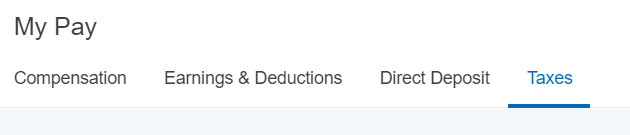 My Pay
Compensation Earnings & Deductions Direct Deposit Taxes